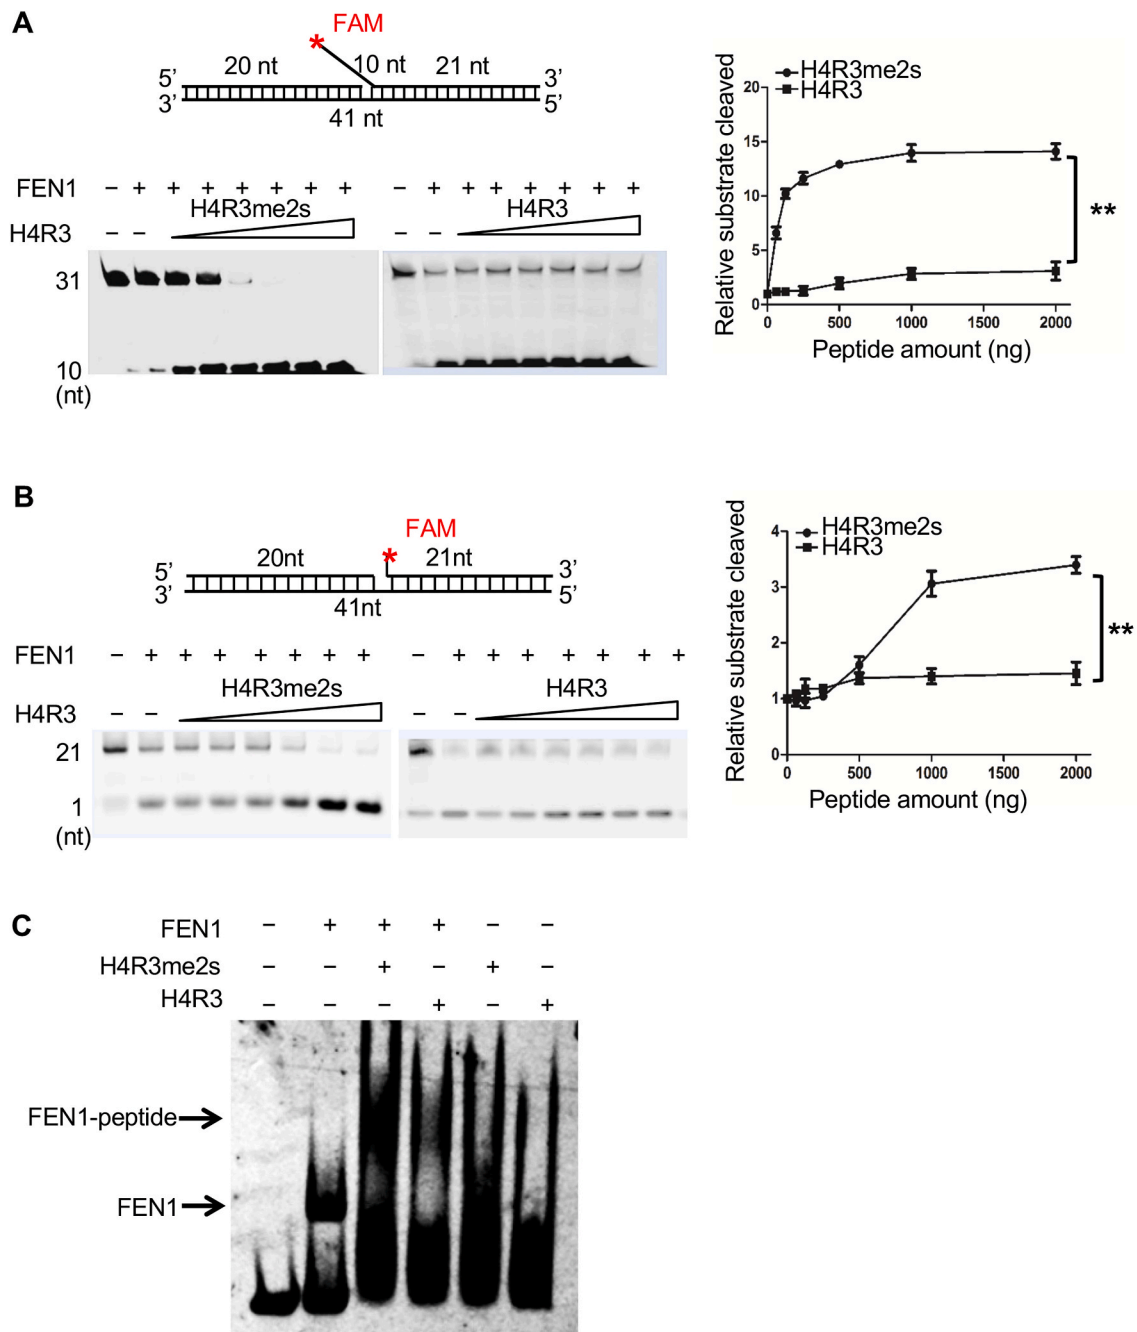 A
FAM
20 nt
10 nt
21 nt
5’
3’
3’
5’
41 nt
FEN1
– + + + + + + +
– + + + + + + +
H4R3me2s
H4R3
H4R3
– –
– –
31
10
(nt)
H4R3me2s
H4R3
Relative substrate cleaved
20
15
10
5
0
0 500 1000 1500 2000
Peptide amount (ng)
**
B
FAM
20nt
21nt
5’
3’
3’
5’
41nt
FEN1
– + + + + + + +
– + + + + + + +
H4R3me2s
H4R3
H4R3
– –
– –
21
1
(nt)
H4R3me2s
H4R3
Relative substrate cleaved
4
3
2
1
0
0 500 1000 1500 2000
Peptide amount (ng)
**
C
FEN1 – + + + – –
H4R3me2s – – + – + –
H4R3 – – – + – +
FEN1-peptide
FEN1